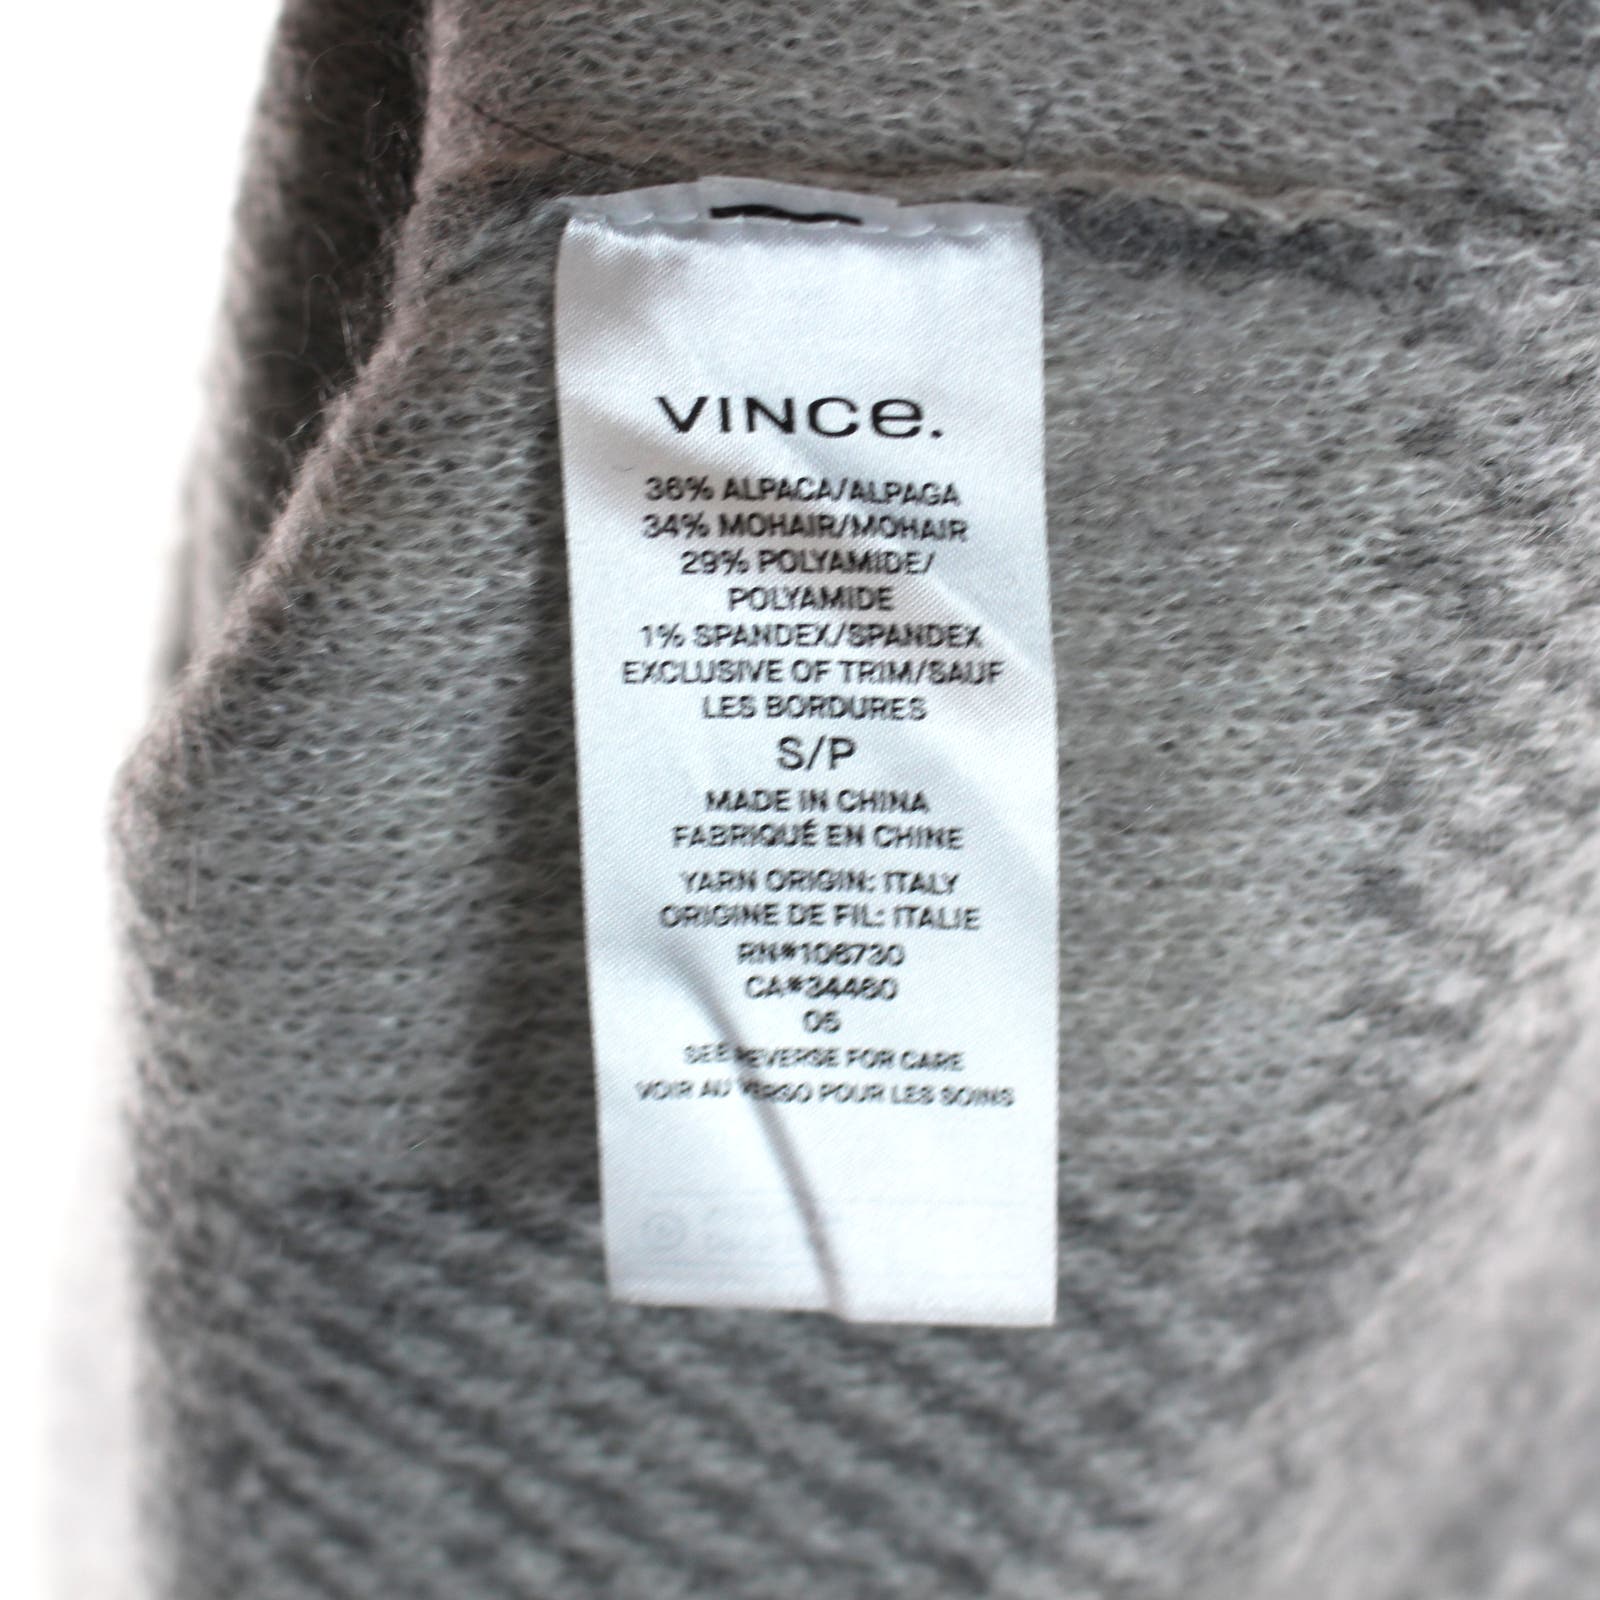 VINCe.
36% ALPACA/ALPAGA
34% MOHAIR/MOHAIR
29% POLYAMIDE/
POLYAMIDE
1% SPANDEX/SPANDEX
EXCLUSIVE OF TRIM/SAUF
LES BORDURES
S/P
MADE IN CHINA
FABRIQUÉ EN CHINE
YARN ORIGIN: ITALY
ORIGINE DE FIL: ITALIE
RN#106730
CA#34460
05
SEE REVERSE FOR CARE
VOIR AU VERSO POUR LES SOINS